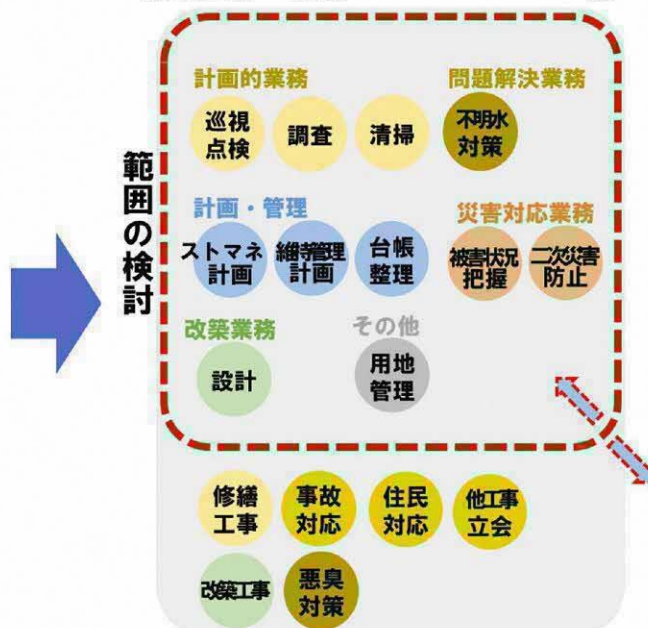 範囲の検討
計画的業務
巡視
点検
調査
清掃
問題解決業務
不明水
対策
計画・管理
ストマネ
計画
維持管理
計画
台帳
整理
災害対応業務
被害状況
把握
二次災害
防止
改築業務
設計
その他
用地
管理
修繕
工事
事故
対応
住民
対応
他工事
立会
改築工事
悪臭
対策